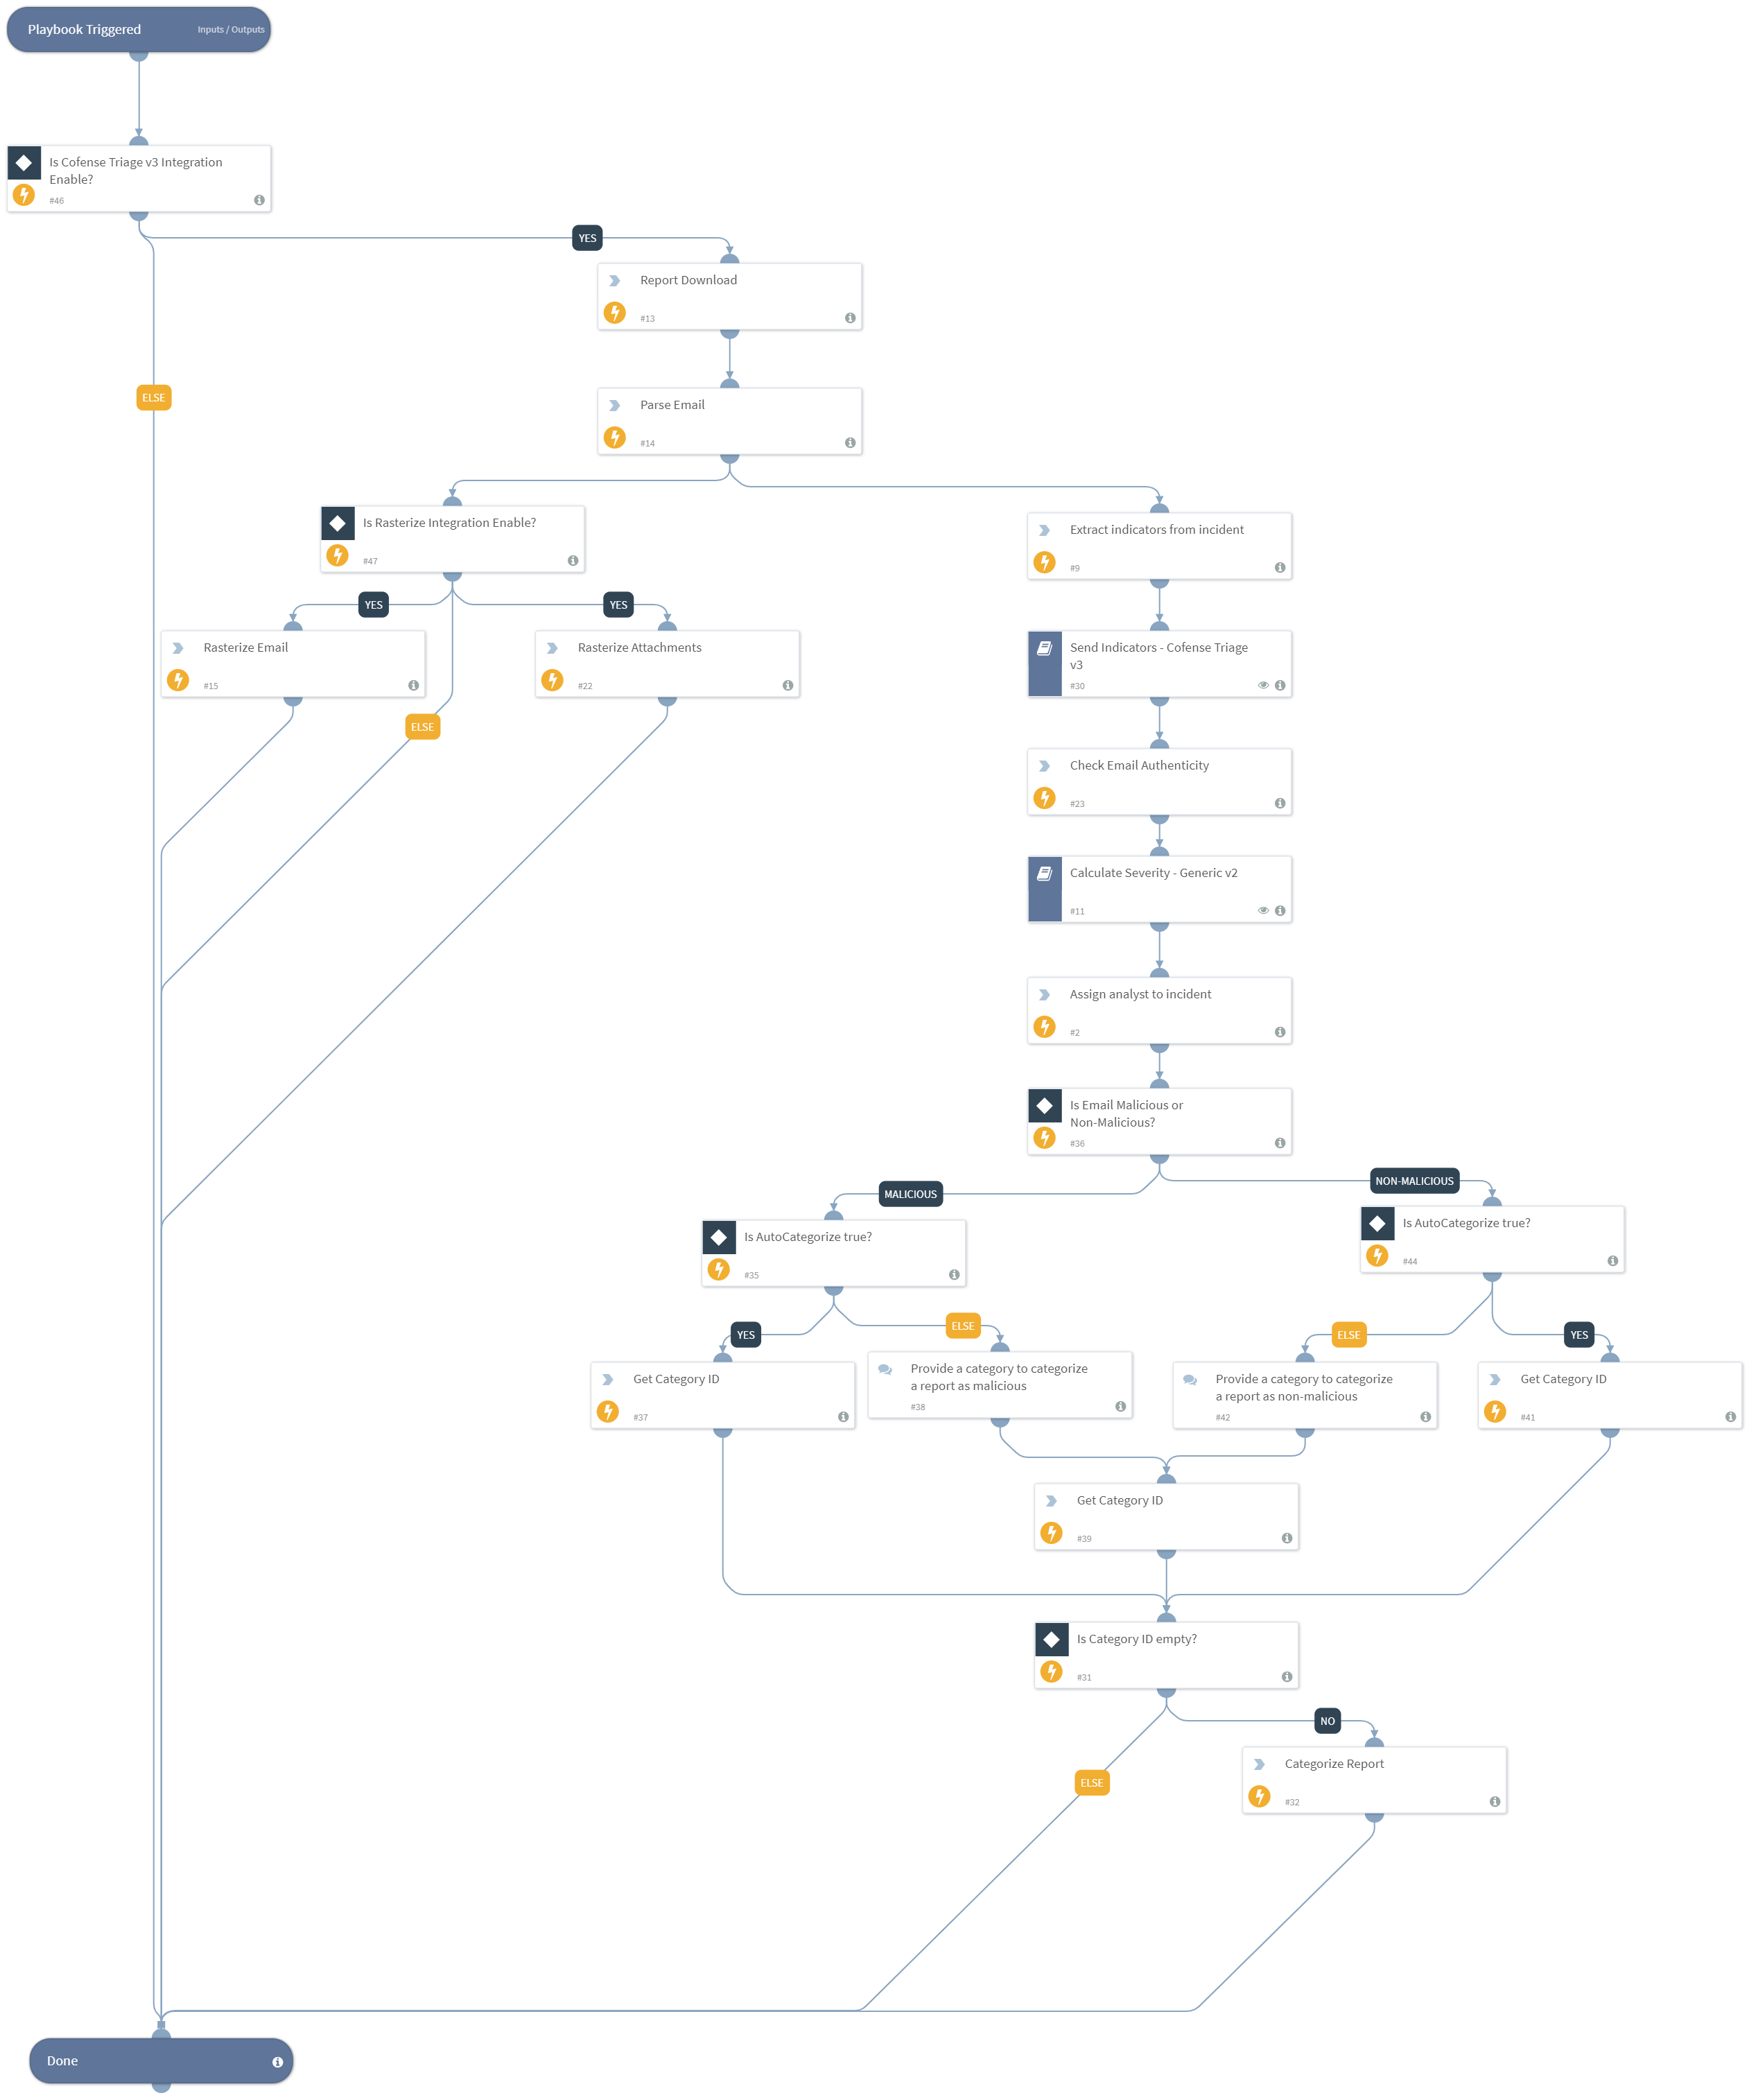 Playbook Triggered
Inputs / Outputs
Is Cofense Triage v3 Integration
Enable?
#46
YES
Report Download
#13
ELSE
Parse Email
#14
Is Rasterize Integration Enable?
#47
Extract indicators from incident
#9
YES
YES
Rasterize Email
#15
Rasterize Attachments
#22
Send Indicators - Cofense Triage
v3
#30
ELSE
Check Email Authenticity
#23
Calculate Severity - Generic v2
#11
Assign analyst to incident
#2
Is Email Malicious or
Non-Malicious?
#36
MALICIOUS
NON-MALICIOUS
Is AutoCategorize true?
#35
Is AutoCategorize true?
#44
YES
ELSE
ELSE
YES
Get Category ID
#37
Provide a category to categorize
a report as malicious
#38
Provide a category to categorize
a report as non-malicious
#42
Get Category ID
#41
Get Category ID
#39
Is Category ID empty?
#31
NO
ELSE
Categorize Report
#32
Done